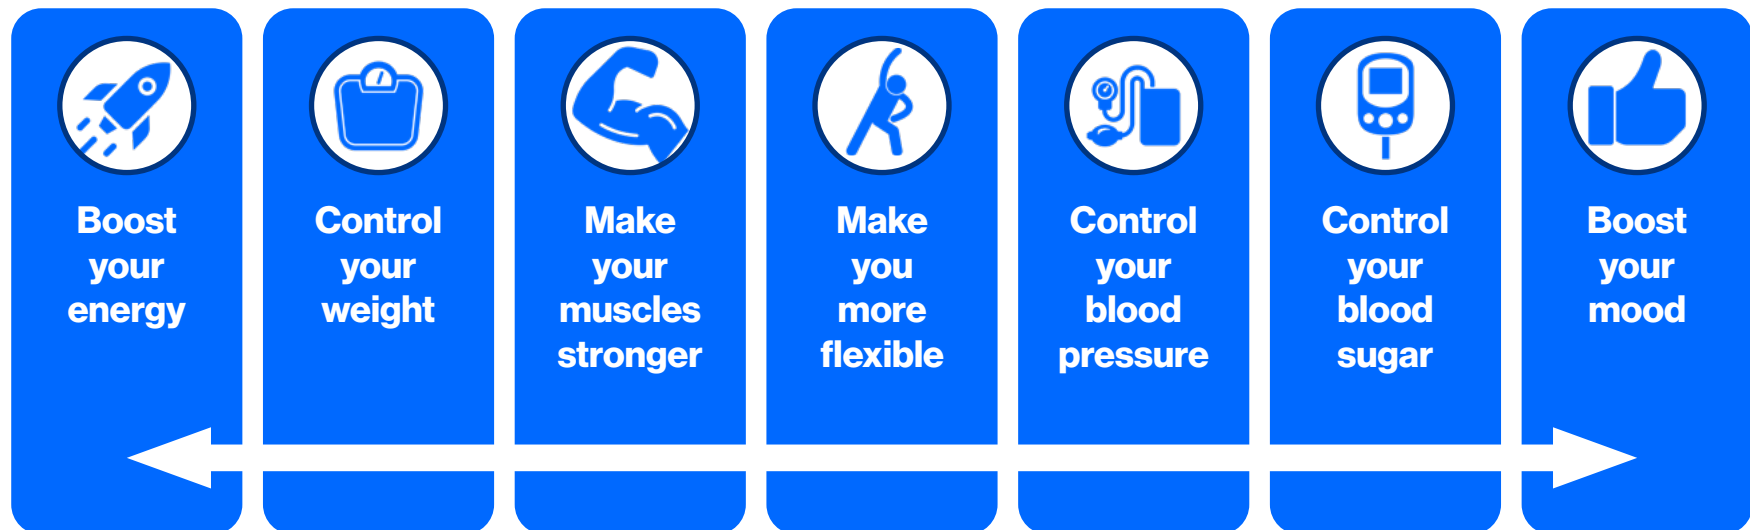 Boost
your
energy
Control
your
weight
Make
your
muscles
stronger
Make
you
more
flexible
Control
your
blood
pressure
Control
your
blood
sugar
Boost
your
mood